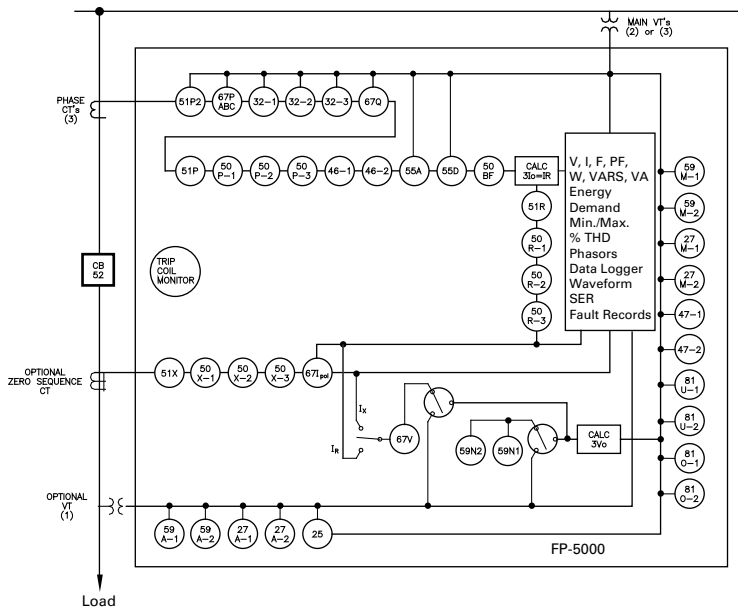 MAIN VT's
(2) or (3)
PHASE
CT's
(3)
51P2
67P
ABC
32-1
32-2
32-3
67Q
51P
50
P-1
50
P-2
50
P-3
46-1
46-2
55A
55D
50
BF
CALC
3Io=IR
V, I, F, PF,
W, VARS, VA
Energy
Demand
Min./Max.
% THD
Phasors
Data Logger
Waveform
SER
Fault Records
59
M-1
59
M-2
27
M-1
27
M-2
47-1
47-2
81
U-1
81
U-2
81
O-1
81
O-2
51R
50
R-1
50
R-2
50
R-3
CB
52
TRIP
COIL
MONITOR
OPTIONAL
ZERO SEQUENCE
CT
51X
50
X-1
50
X-2
50
X-3
67Ipol
IX
IR
67V
59N2
59N1
CALC
3Vo
OPTIONAL
VT
(1)
59
A-1
59
A-2
27
A-1
27
A-2
25
FP-5000
Load